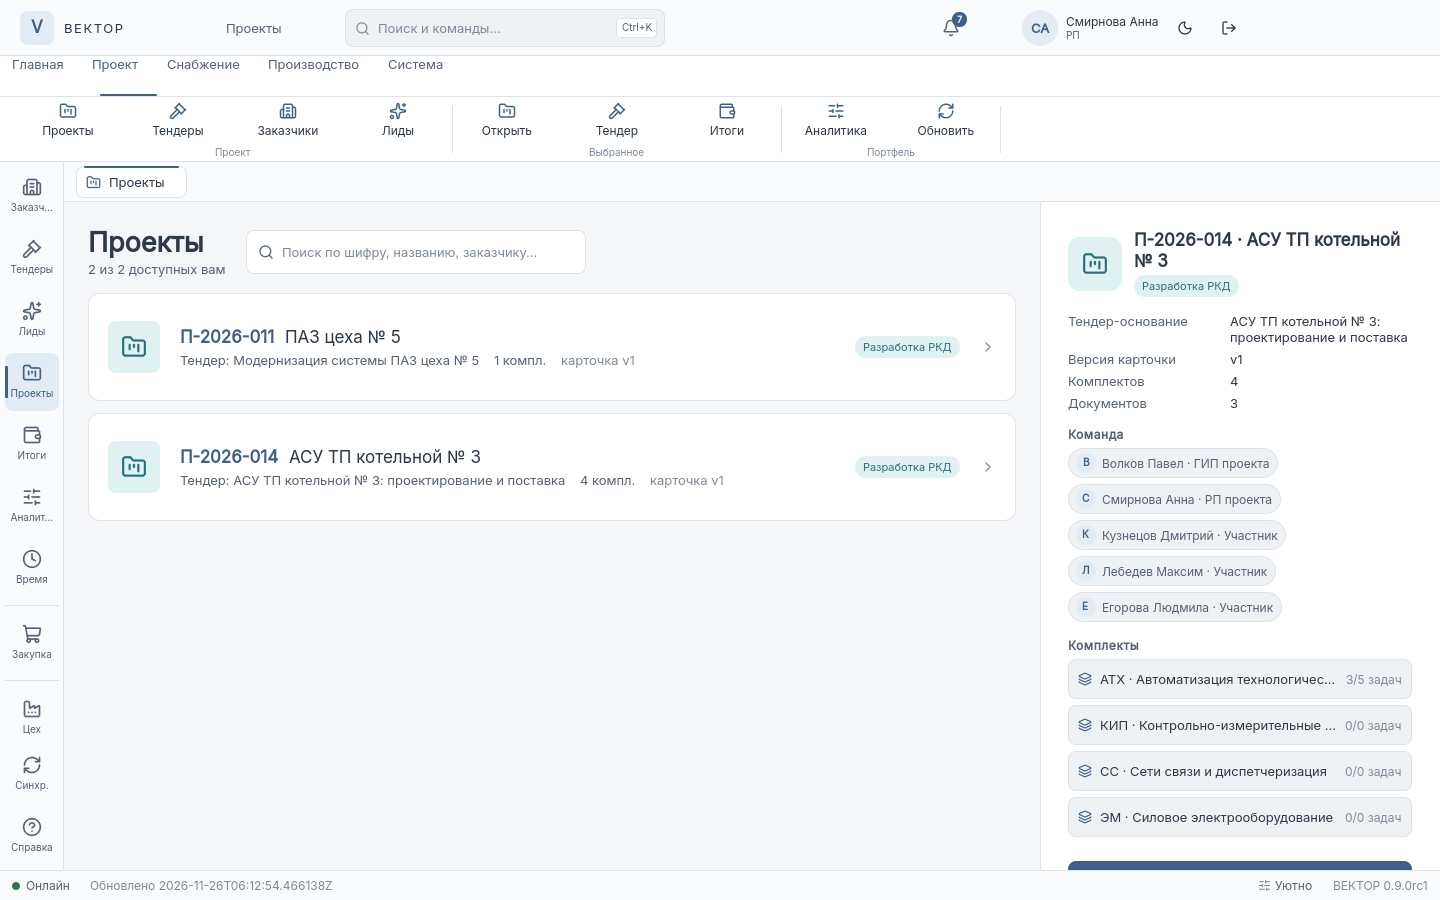 V ВЕКТОР
Проекты
Поиск и команды...
Ctrl+K
7
СА
Смирнова Анна
РП
Главная
Проект
Снабжение
Производство
Система
Проекты
Тендеры
Заказчики
Лиды
Проект
Открыть
Тендер
Итоги
Выбранное
Аналитика
Обновить
Портфель
Заказч...
Тендеры
Лиды
Проекты
Итоги
Аналит...
Время
Закупка
Цех
Синхр.
Справка
Проекты
Проекты
2 из 2 доступных вам
Поиск по шифру, названию, заказчику...
П-2026-011 ПАЗ цеха № 5
Тендер: Модернизация системы ПАЗ цеха № 5 1 компл. карточка v1
Разработка РКД
П-2026-014 АСУ ТП котельной № 3
Тендер: АСУ ТП котельной № 3: проектирование и поставка 4 компл. карточка v1
Разработка РКД
П-2026-014 · АСУ ТП котельной
№ 3
Разработка РКД
Тендер-основание АСУ ТП котельной № 3:
проектирование и поставка
Версия карточки v1
Комплектов 4
Документов 3
Команда
В Волков Павел · ГИП проекта
С Смирнова Анна · РП проекта
К Кузнецов Дмитрий · Участник
Л Лебедев Максим · Участник
Е Егорова Людмила · Участник
Комплекты
АТХ · Автоматизация технологичес... 3/5 задач
КИП · Контрольно-измерительные ... 0/0 задач
СС · Сети связи и диспетчеризация 0/0 задач
ЭМ · Силовое электрооборудование 0/0 задач
Онлайн
Обновлено 2026-11-26T06:12:54.466138Z
Уютно
ВЕКТОР 0.9.0rc1